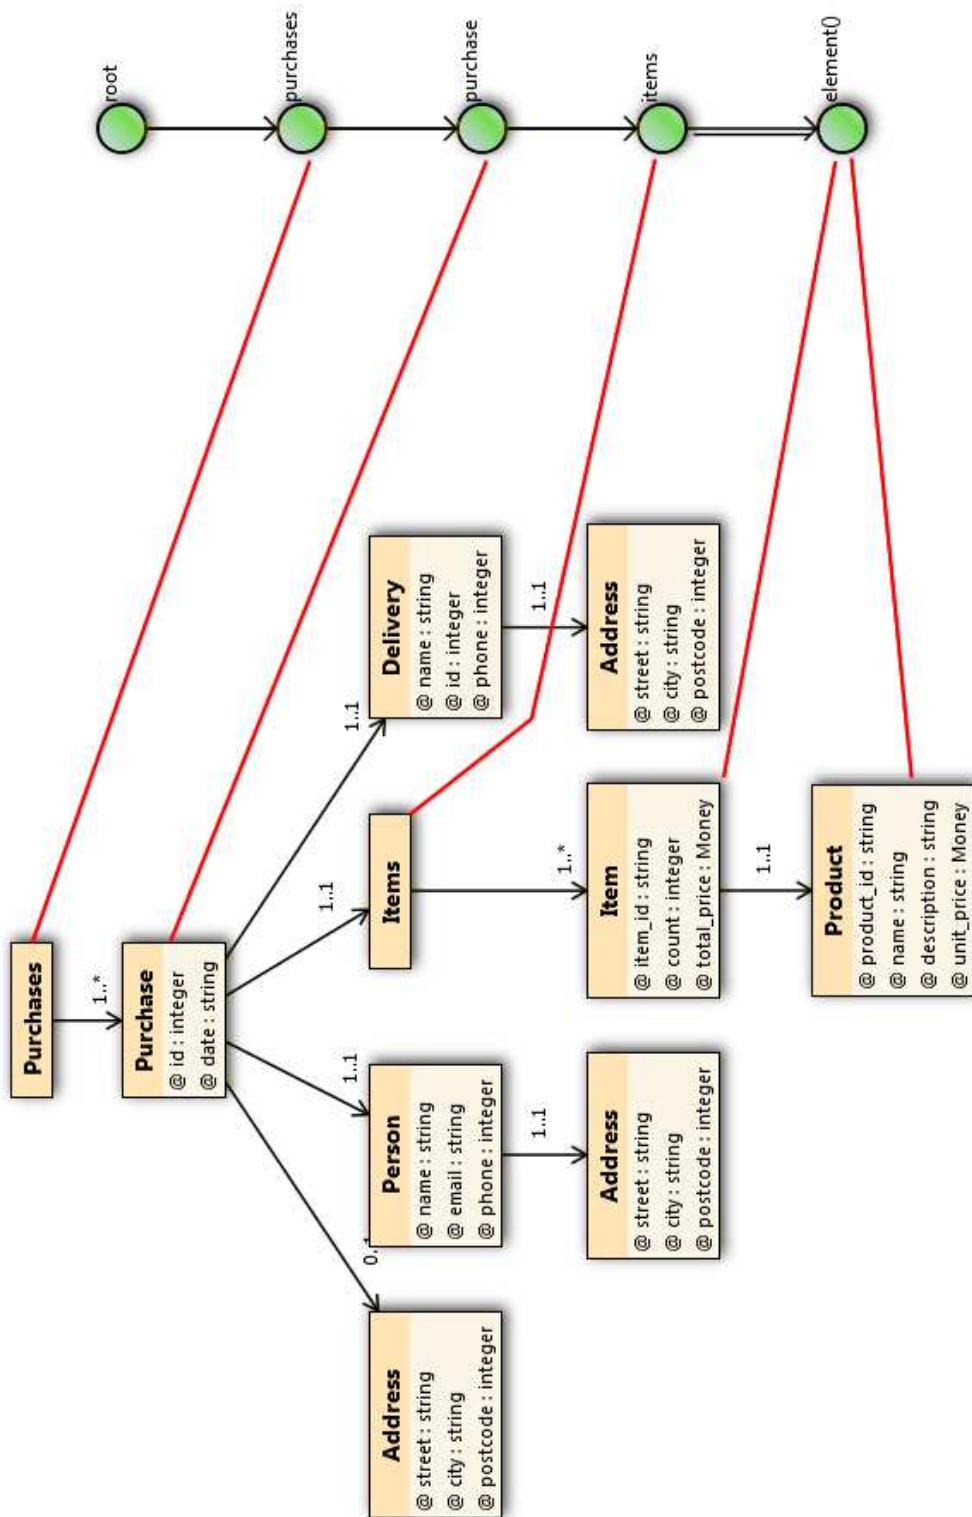 root
purchases
purchase
items
element()
Purchases
1..*
Purchase
@ id : integer
@ date : string
0..
1..1
1..1
1..1
Address
@ street : string
@ city : string
@ postcode : integer
Person
@ name : string
@ email : string
@ phone : integer
1..1
Address
@ street : string
@ city : string
@ postcode : integer
Items
1..*
Item
@ item_id : string
@ count : integer
@ total_price : Money
1..1
Product
@ product_id : string
@ name : string
@ description : string
@ unit_price : Money
Delivery
@ name : string
@ id : integer
@ phone : integer
1..1
Address
@ street : string
@ city : string
@ postcode : integer